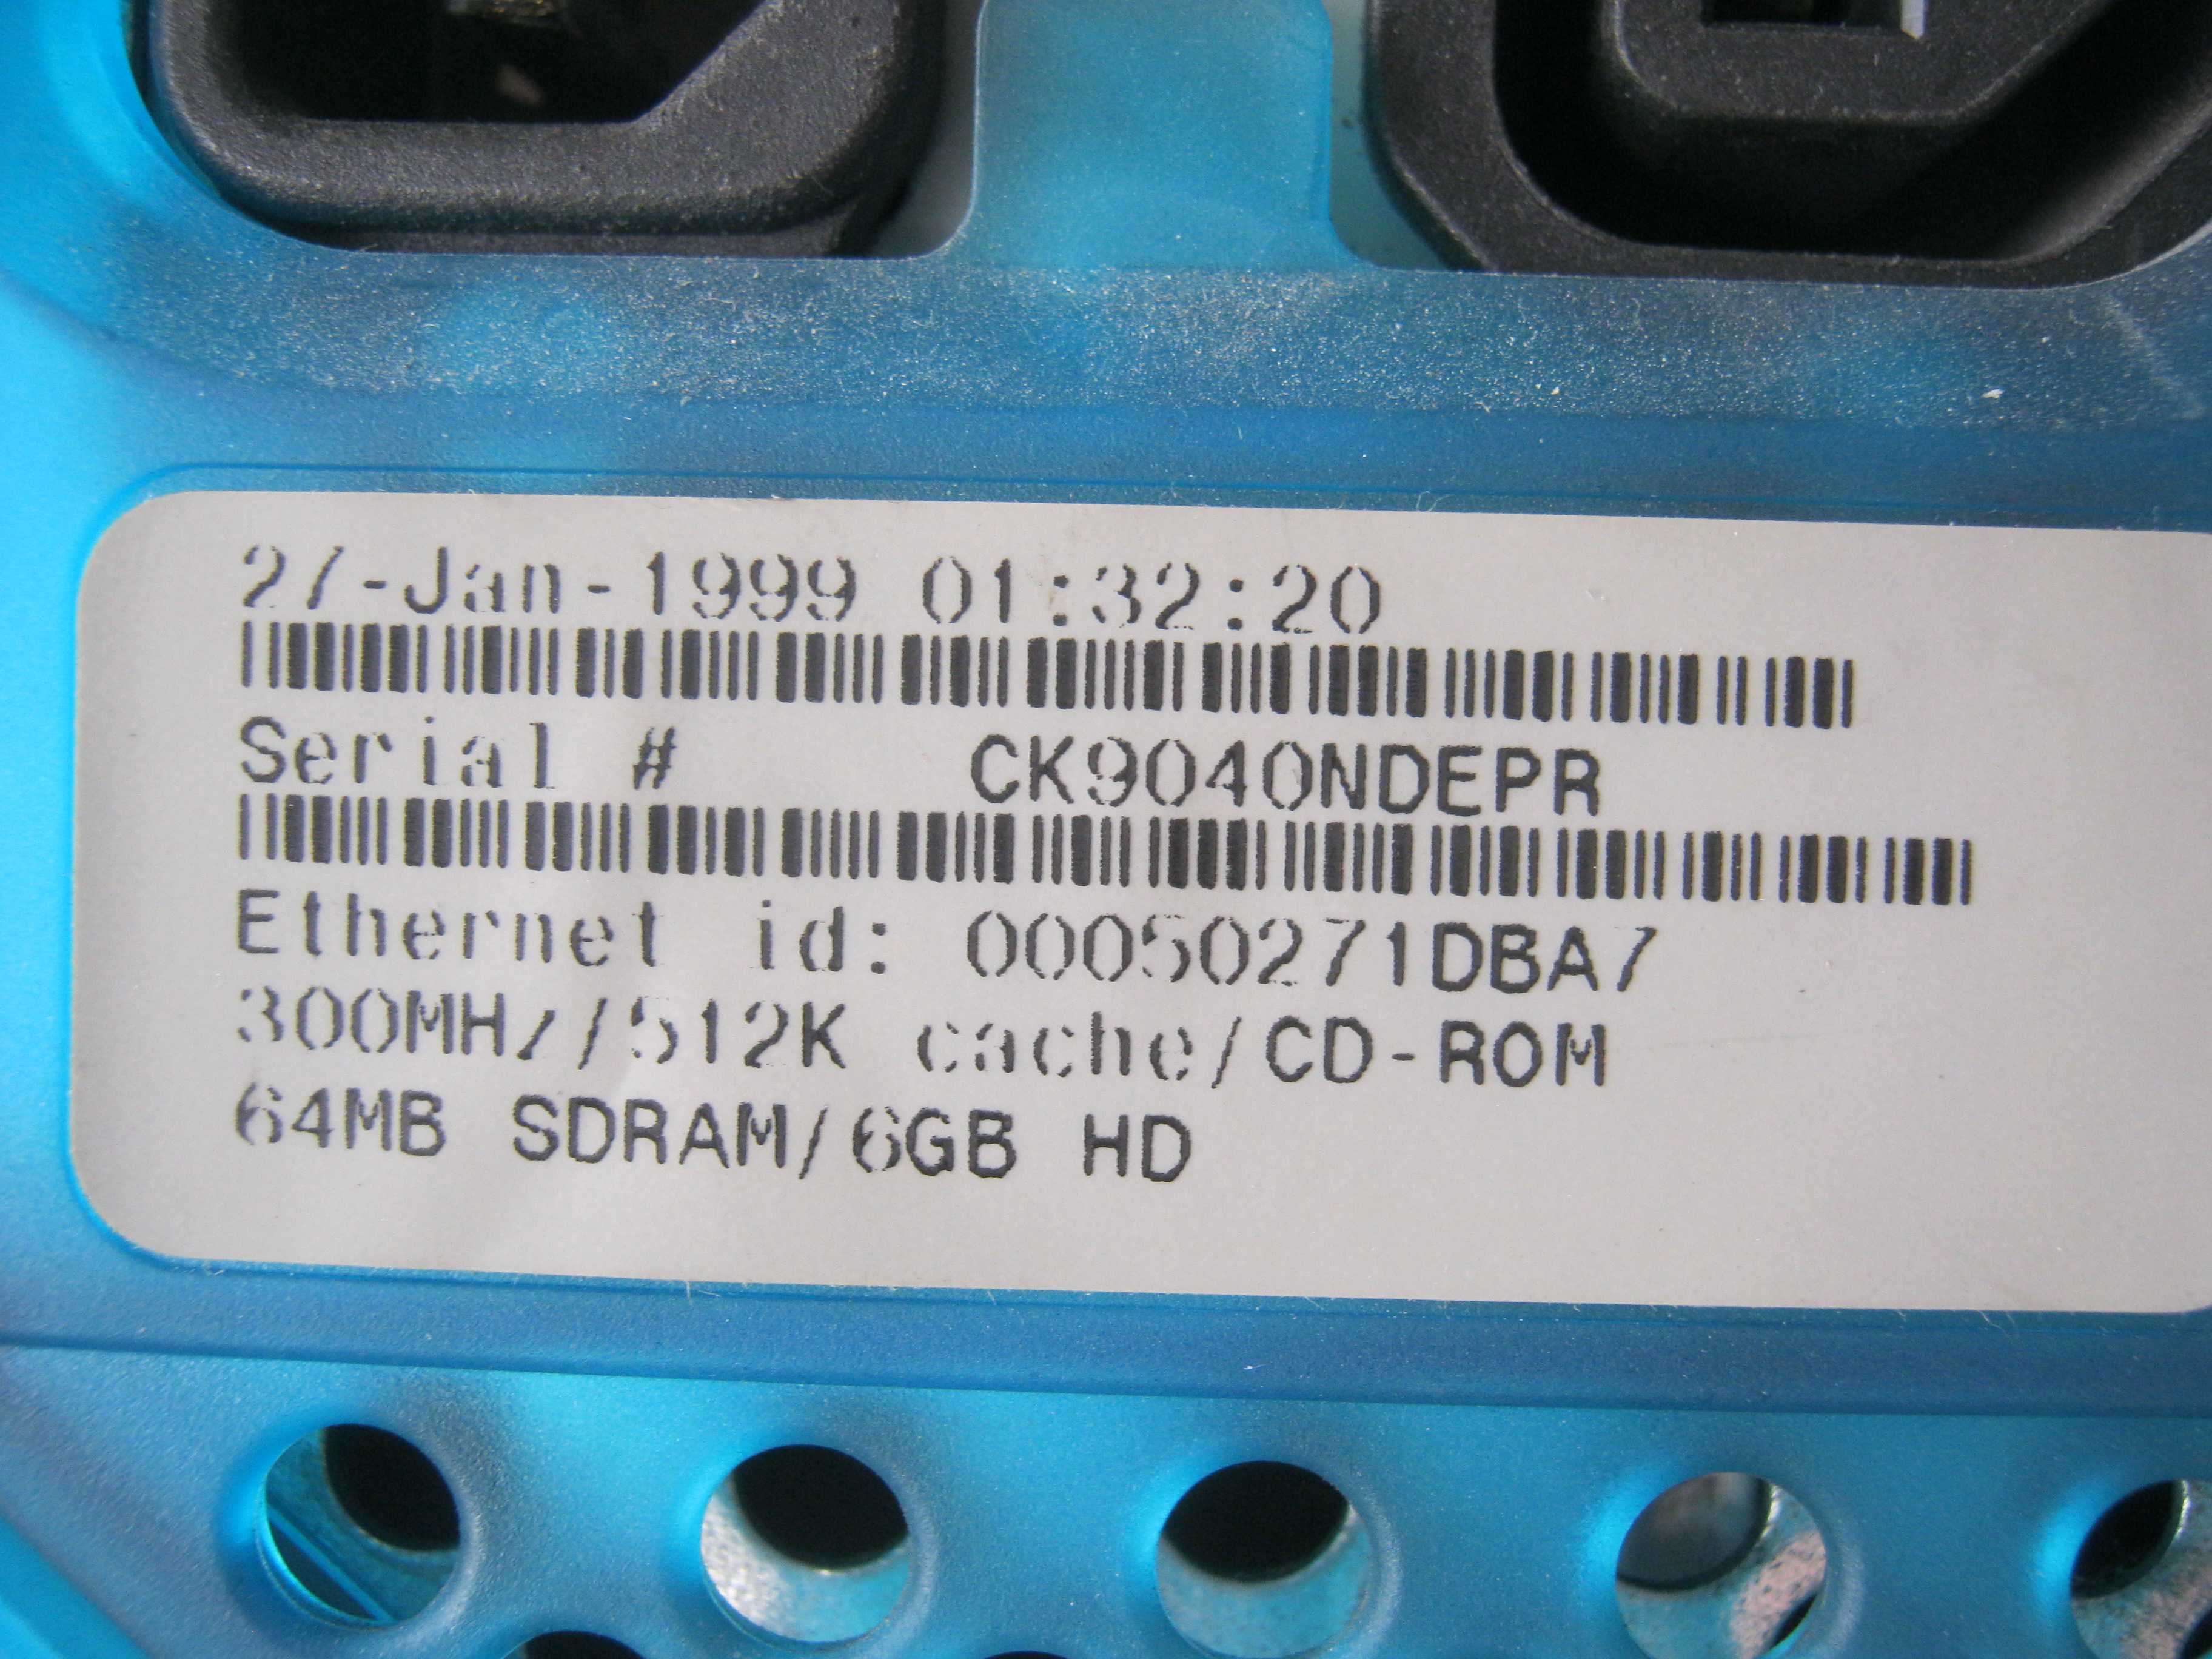 27-Jan-1999 01:32:20
Serial # CK9040NDEPR
Ethernet id: 00050271DBA7
300MHz/512K cache/CD-ROM
64MB SDRAM/6GB HD